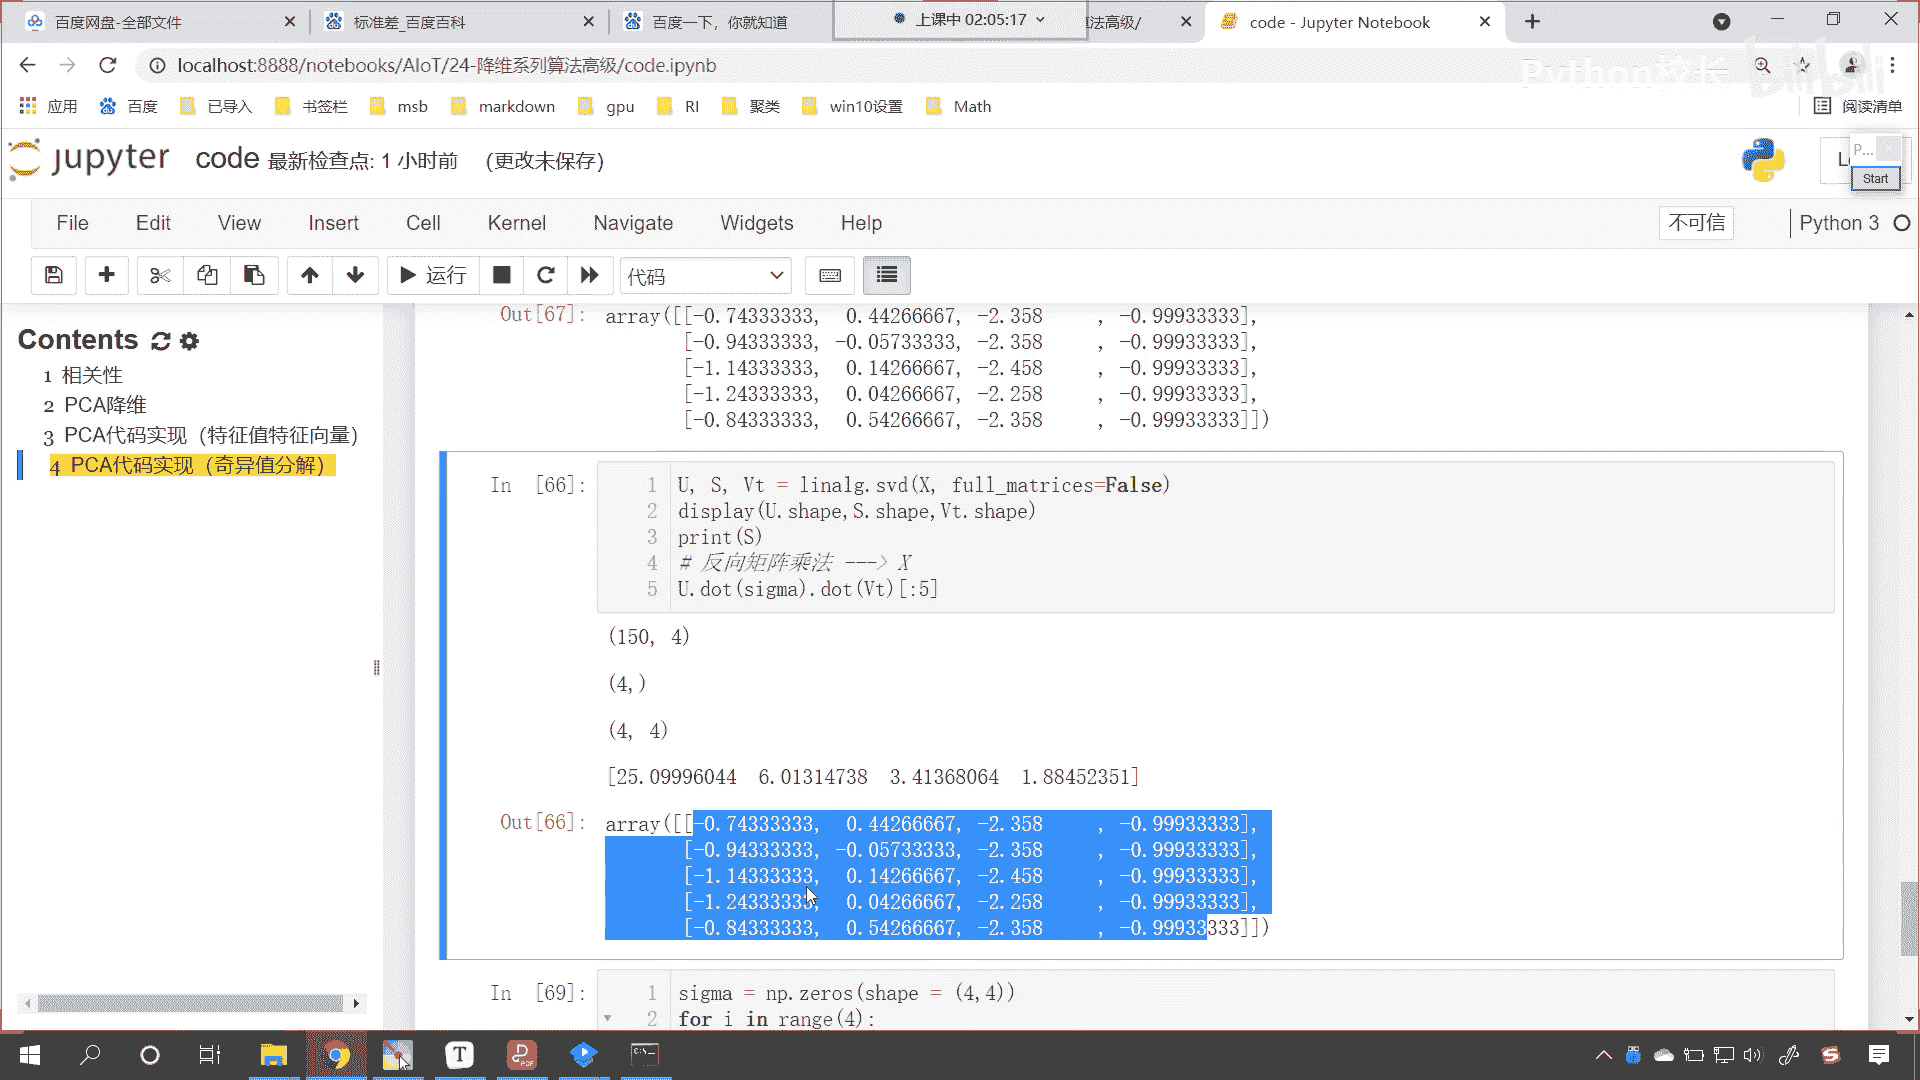 百度网盘-全部文件
标准差_百度百科
百度一下，你就知道
上课中 02:05:17
法高级/
code - Jupyter Notebook
localhost:8888/notebooks/AIoT/24-降维系列算法高级/code.ipynb
Python校长
bilibili
应用
百度
已导入
书签栏
msb
markdown
gpu
RI
聚类
win10设置
Math
阅读清单
jupyter
code 最新检查点: 1 小时前 (更改未保存)
P...
Start
File Edit View Insert Cell Kernel Navigate Widgets Help
不可信
Python 3
运行
代码
Contents
1 相关性
2 PCA降维
3 PCA代码实现（特征值特征向量）
4 PCA代码实现（奇异值分解）
Out[67]: array([[-0.74333333, 0.44266667, -2.358 , -0.99933333],
[-0.94333333, -0.05733333, -2.358 , -0.99933333],
[-1.14333333, 0.14266667, -2.458 , -0.99933333],
[-1.24333333, 0.04266667, -2.258 , -0.99933333],
[-0.84333333, 0.54266667, -2.358 , -0.99933333]])
In [66]:
1 U, S, Vt = linalg.svd(X, full_matrices=False)
2 display(U.shape,S.shape,Vt.shape)
3 print(S)
4 # 反向矩阵乘法 ---> X
5 U.dot(sigma).dot(Vt)[:5]
(150, 4)
(4,)
(4, 4)
[25.09996044 6.01314738 3.41368064 1.88452351]
Out[66]: array([[-0.74333333, 0.44266667, -2.358 , -0.99933333],
[-0.94333333, -0.05733333, -2.358 , -0.99933333],
[-1.14333333, 0.14266667, -2.458 , -0.99933333],
[-1.24333333, 0.04266667, -2.258 , -0.99933333],
[-0.84333333, 0.54266667, -2.358 , -0.99933333]])
In [69]:
1 sigma = np.zeros(shape = (4,4))
2 for i in range(4):